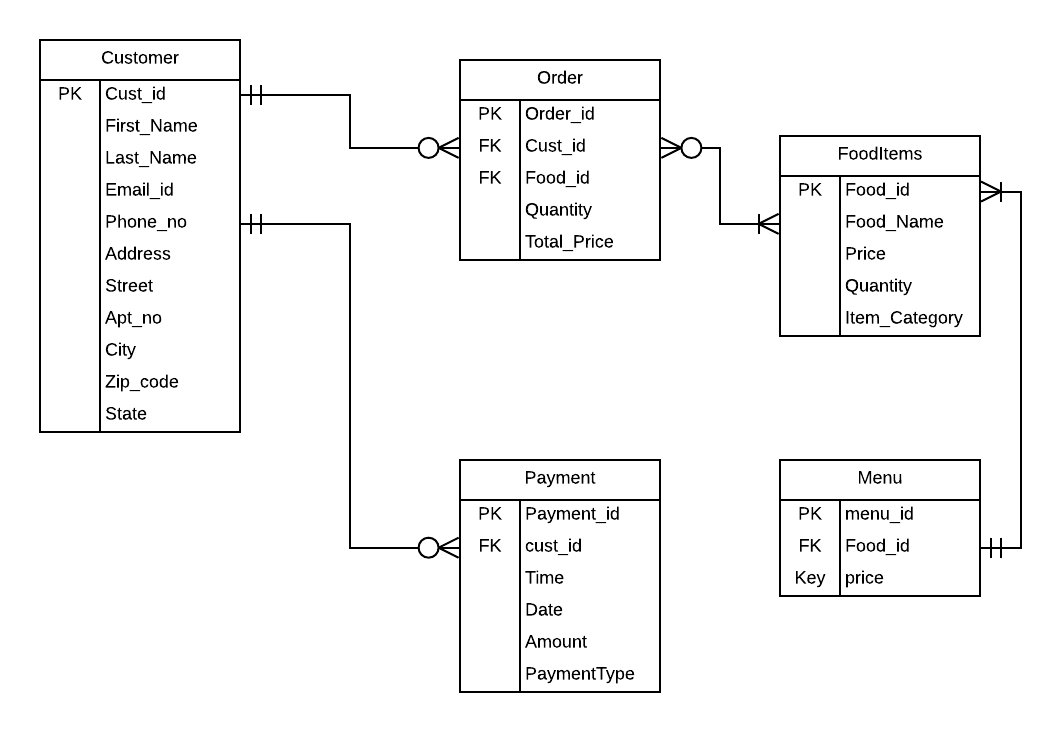 Customer
PK Cust_id
First_Name
Last_Name
Email_id
Phone_no
Address
Street
Apt_no
City
Zip_code
State
Order
PK Order_id
FK Cust_id
FK Food_id
Quantity
Total_Price
FoodItems
PK Food_id
Food_Name
Price
Quantity
Item_Category
Payment
PK Payment_id
FK cust_id
Time
Date
Amount
PaymentType
Menu
PK menu_id
FK Food_id
Key price